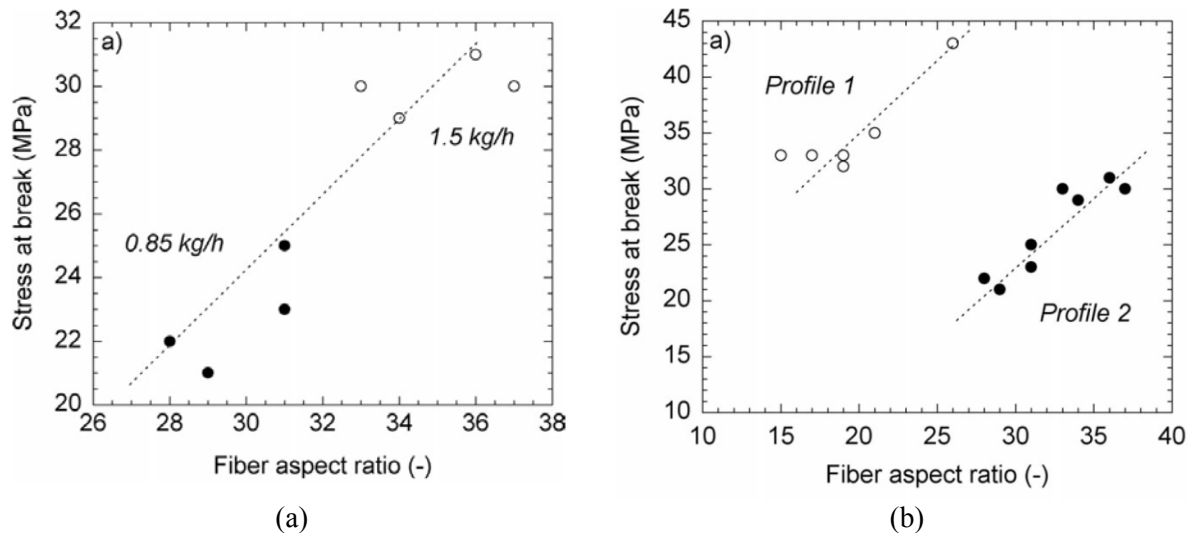 a)
Stress at break (MPa)
32
30
28
26
24
22
20
0.85 kg/h
1.5 kg/h
26 28 30 32 34 36 38
Fiber aspect ratio (-)
(a)
a)
Stress at break (MPa)
45
40
35
30
25
20
15
10
Profile 1
Profile 2
10 15 20 25 30 35 40
Fiber aspect ratio (-)
(b)